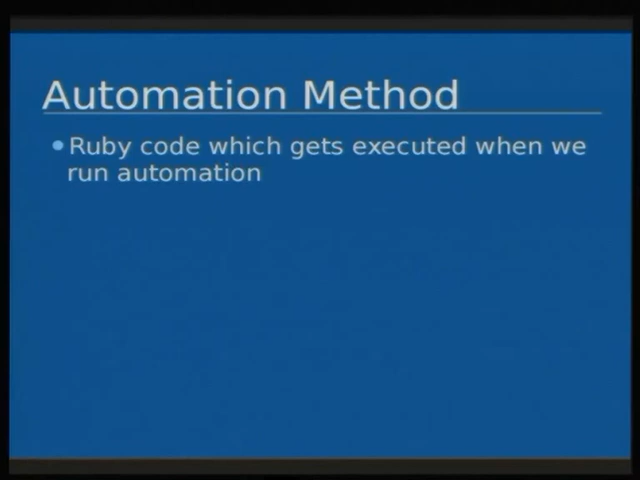 Automation Method
Ruby code which gets executed when we
run automation